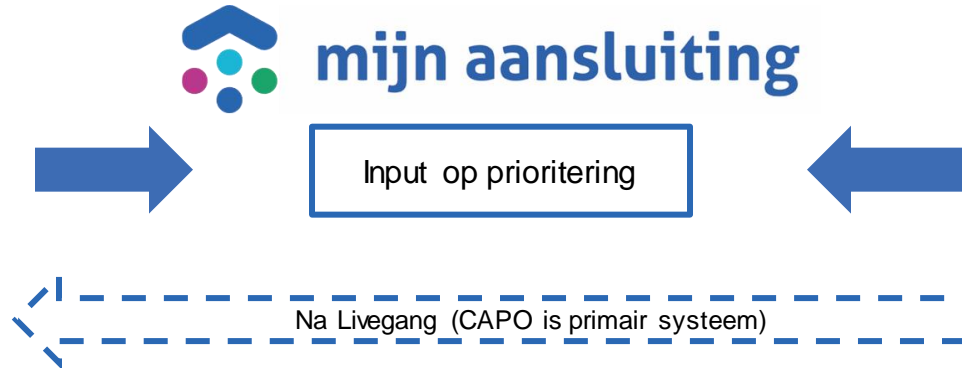 mijn aansluiting
Input op prioritering
Na Livegang (CAPO is primair systeem)